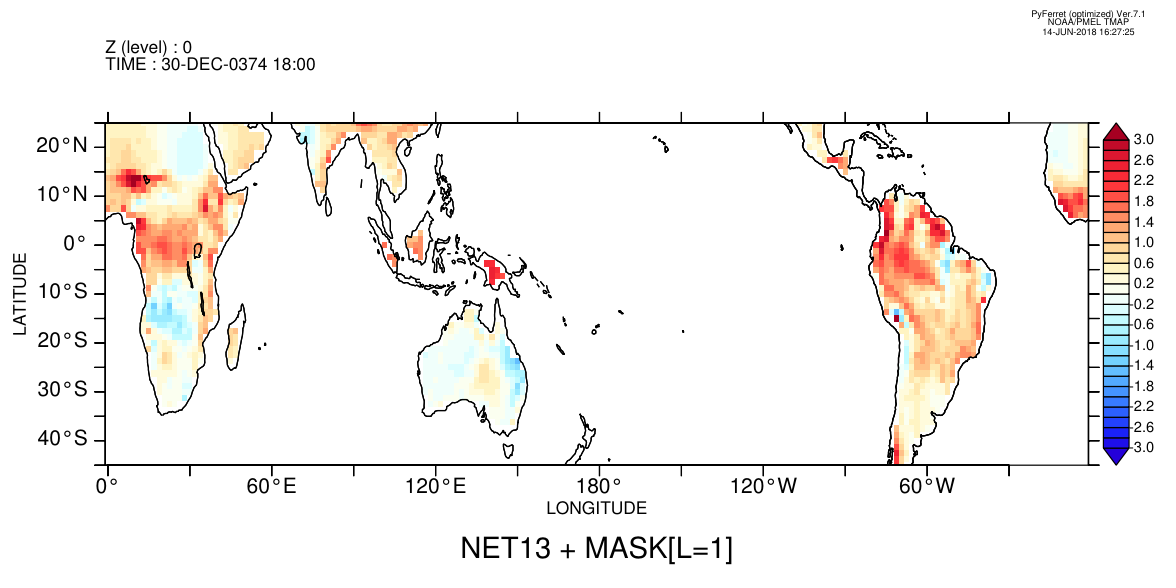 PyFerret (optimized) Ver.7.1
NOAA/PMEL TMAP
14-JUN-2018 16:27:25
Z (level) : 0
TIME : 30-DEC-0374 18:00
20°N
10°N
0°
10°S
20°S
30°S
40°S
LATITUDE
0°
60°E
120°E
180°
120°W
60°W
LONGITUDE
3.0
2.6
2.2
1.8
1.4
1.0
0.6
0.2
0.2
0.6
1.0
1.4
1.8
2.2
2.6
3.0
NET13 + MASK[L=1]